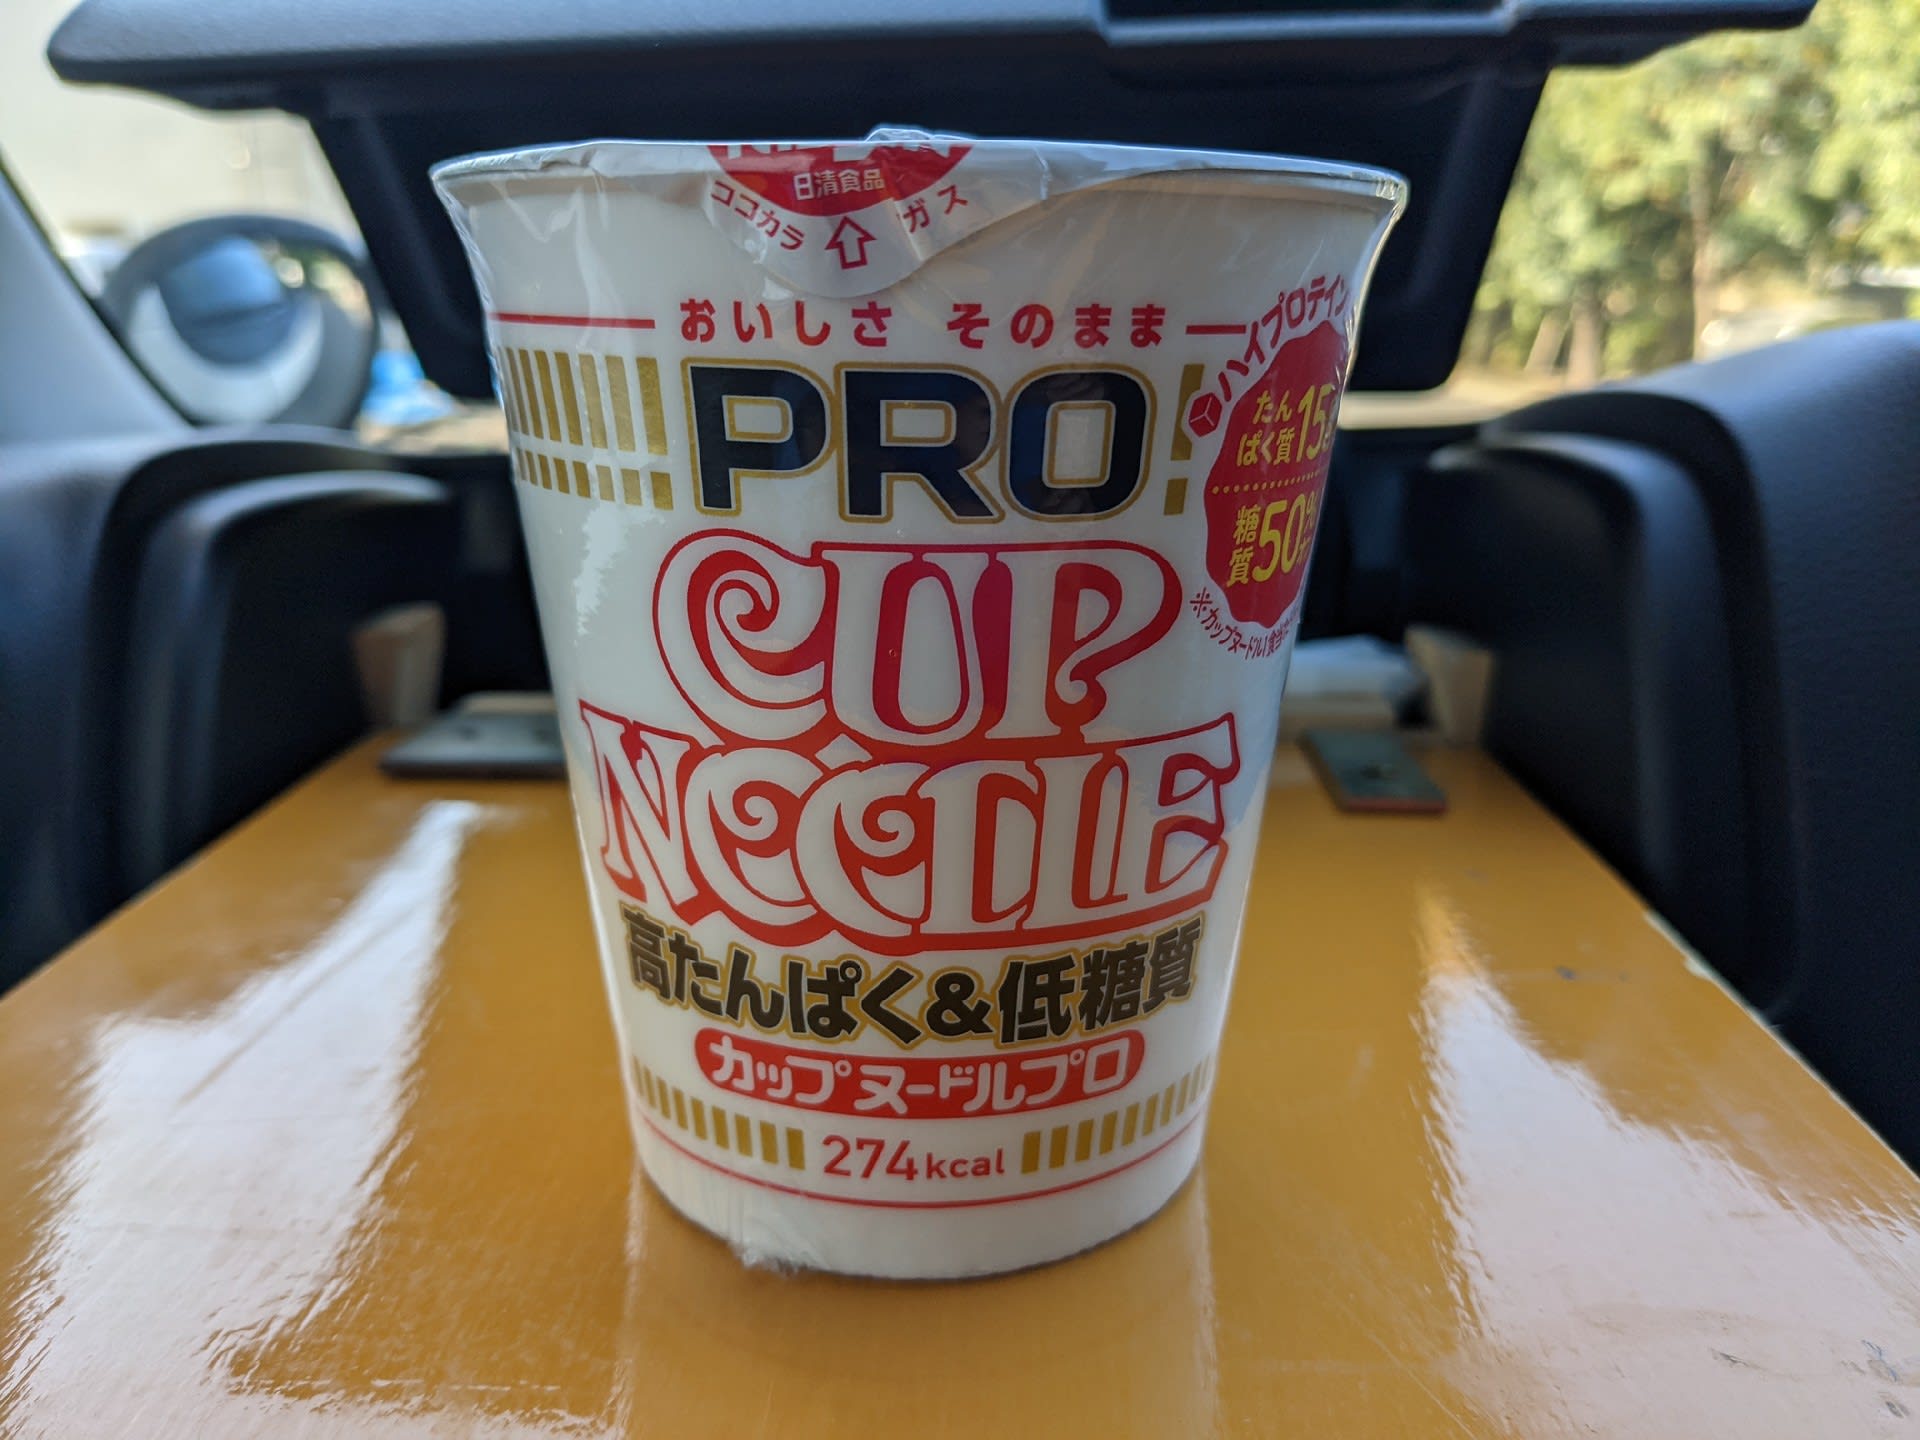 日清食品
ココカラ
ガス
おいしさ そのまま
PRO
ハイプロテイン
たんぱく質15g
糖質50%
CUP
NOODLE
高たんぱく&低糖質
カップヌードルプロ
274kcal